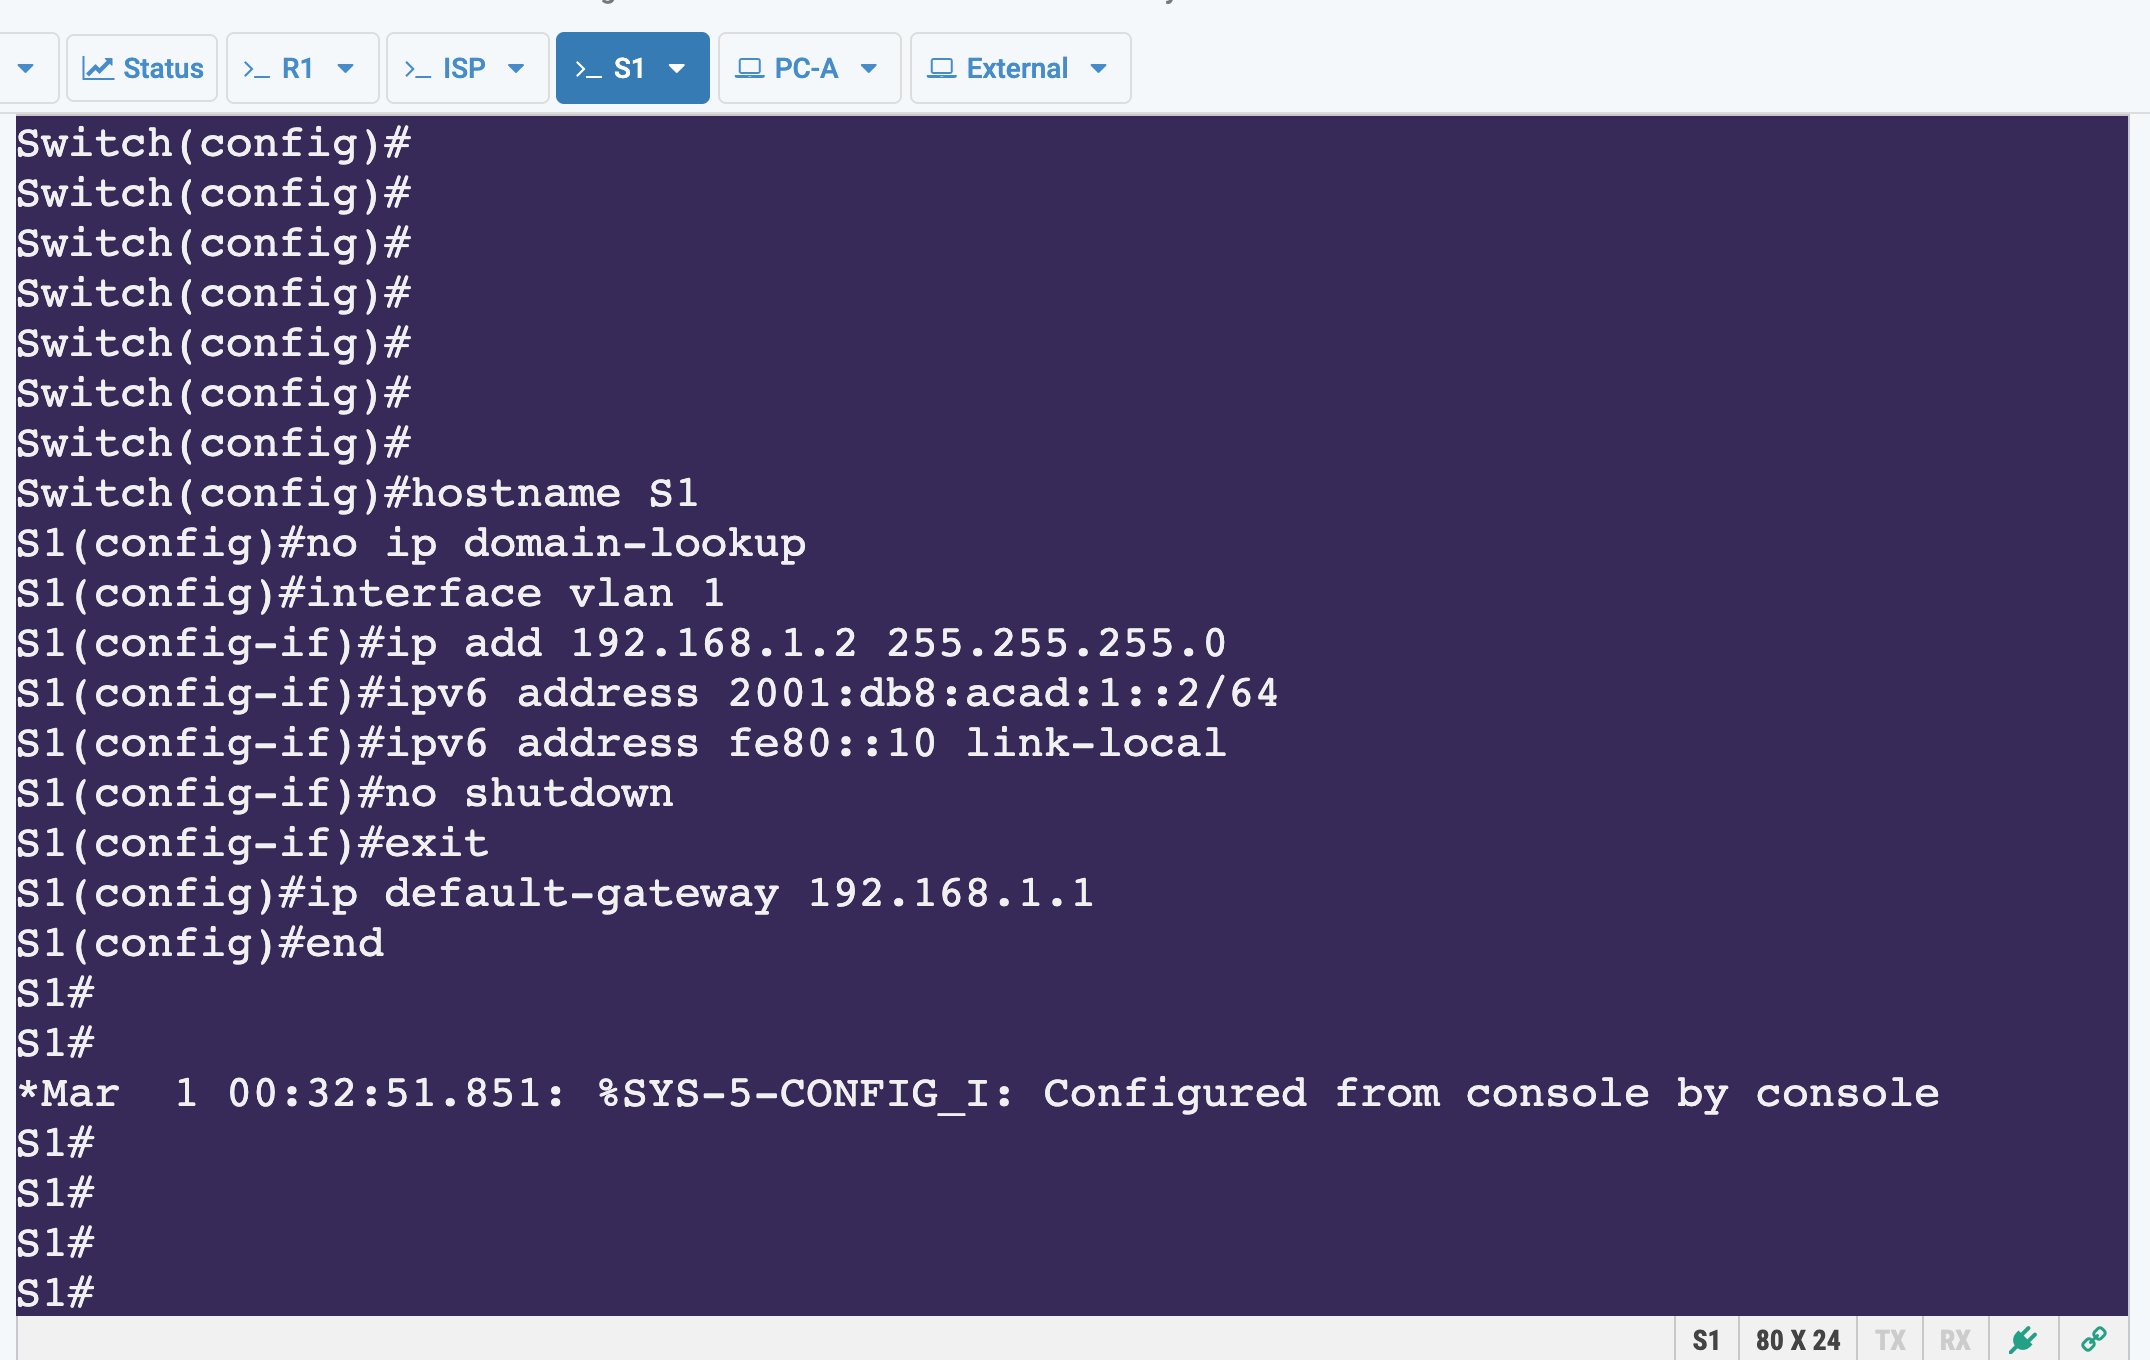 Status
>_ R1
>_ ISP
>_ S1
PC-A
External
Switch(config)#
Switch(config)#
Switch(config)#
Switch(config)#
Switch(config)#
Switch(config)#
Switch(config)#
Switch(config)#hostname S1
S1(config)#no ip domain-lookup
S1(config)#interface vlan 1
S1(config-if)#ip add 192.168.1.2 255.255.255.0
S1(config-if)#ipv6 address 2001:db8:acad:1::2/64
S1(config-if)#ipv6 address fe80::10 link-local
S1(config-if)#no shutdown
S1(config-if)#exit
S1(config)#ip default-gateway 192.168.1.1
S1(config)#end
S1#
S1#
*Mar  1 00:32:51.851: %SYS-5-CONFIG_I: Configured from console by console
S1#
S1#
S1#
S1#
S1
80 X 24
TX
RX